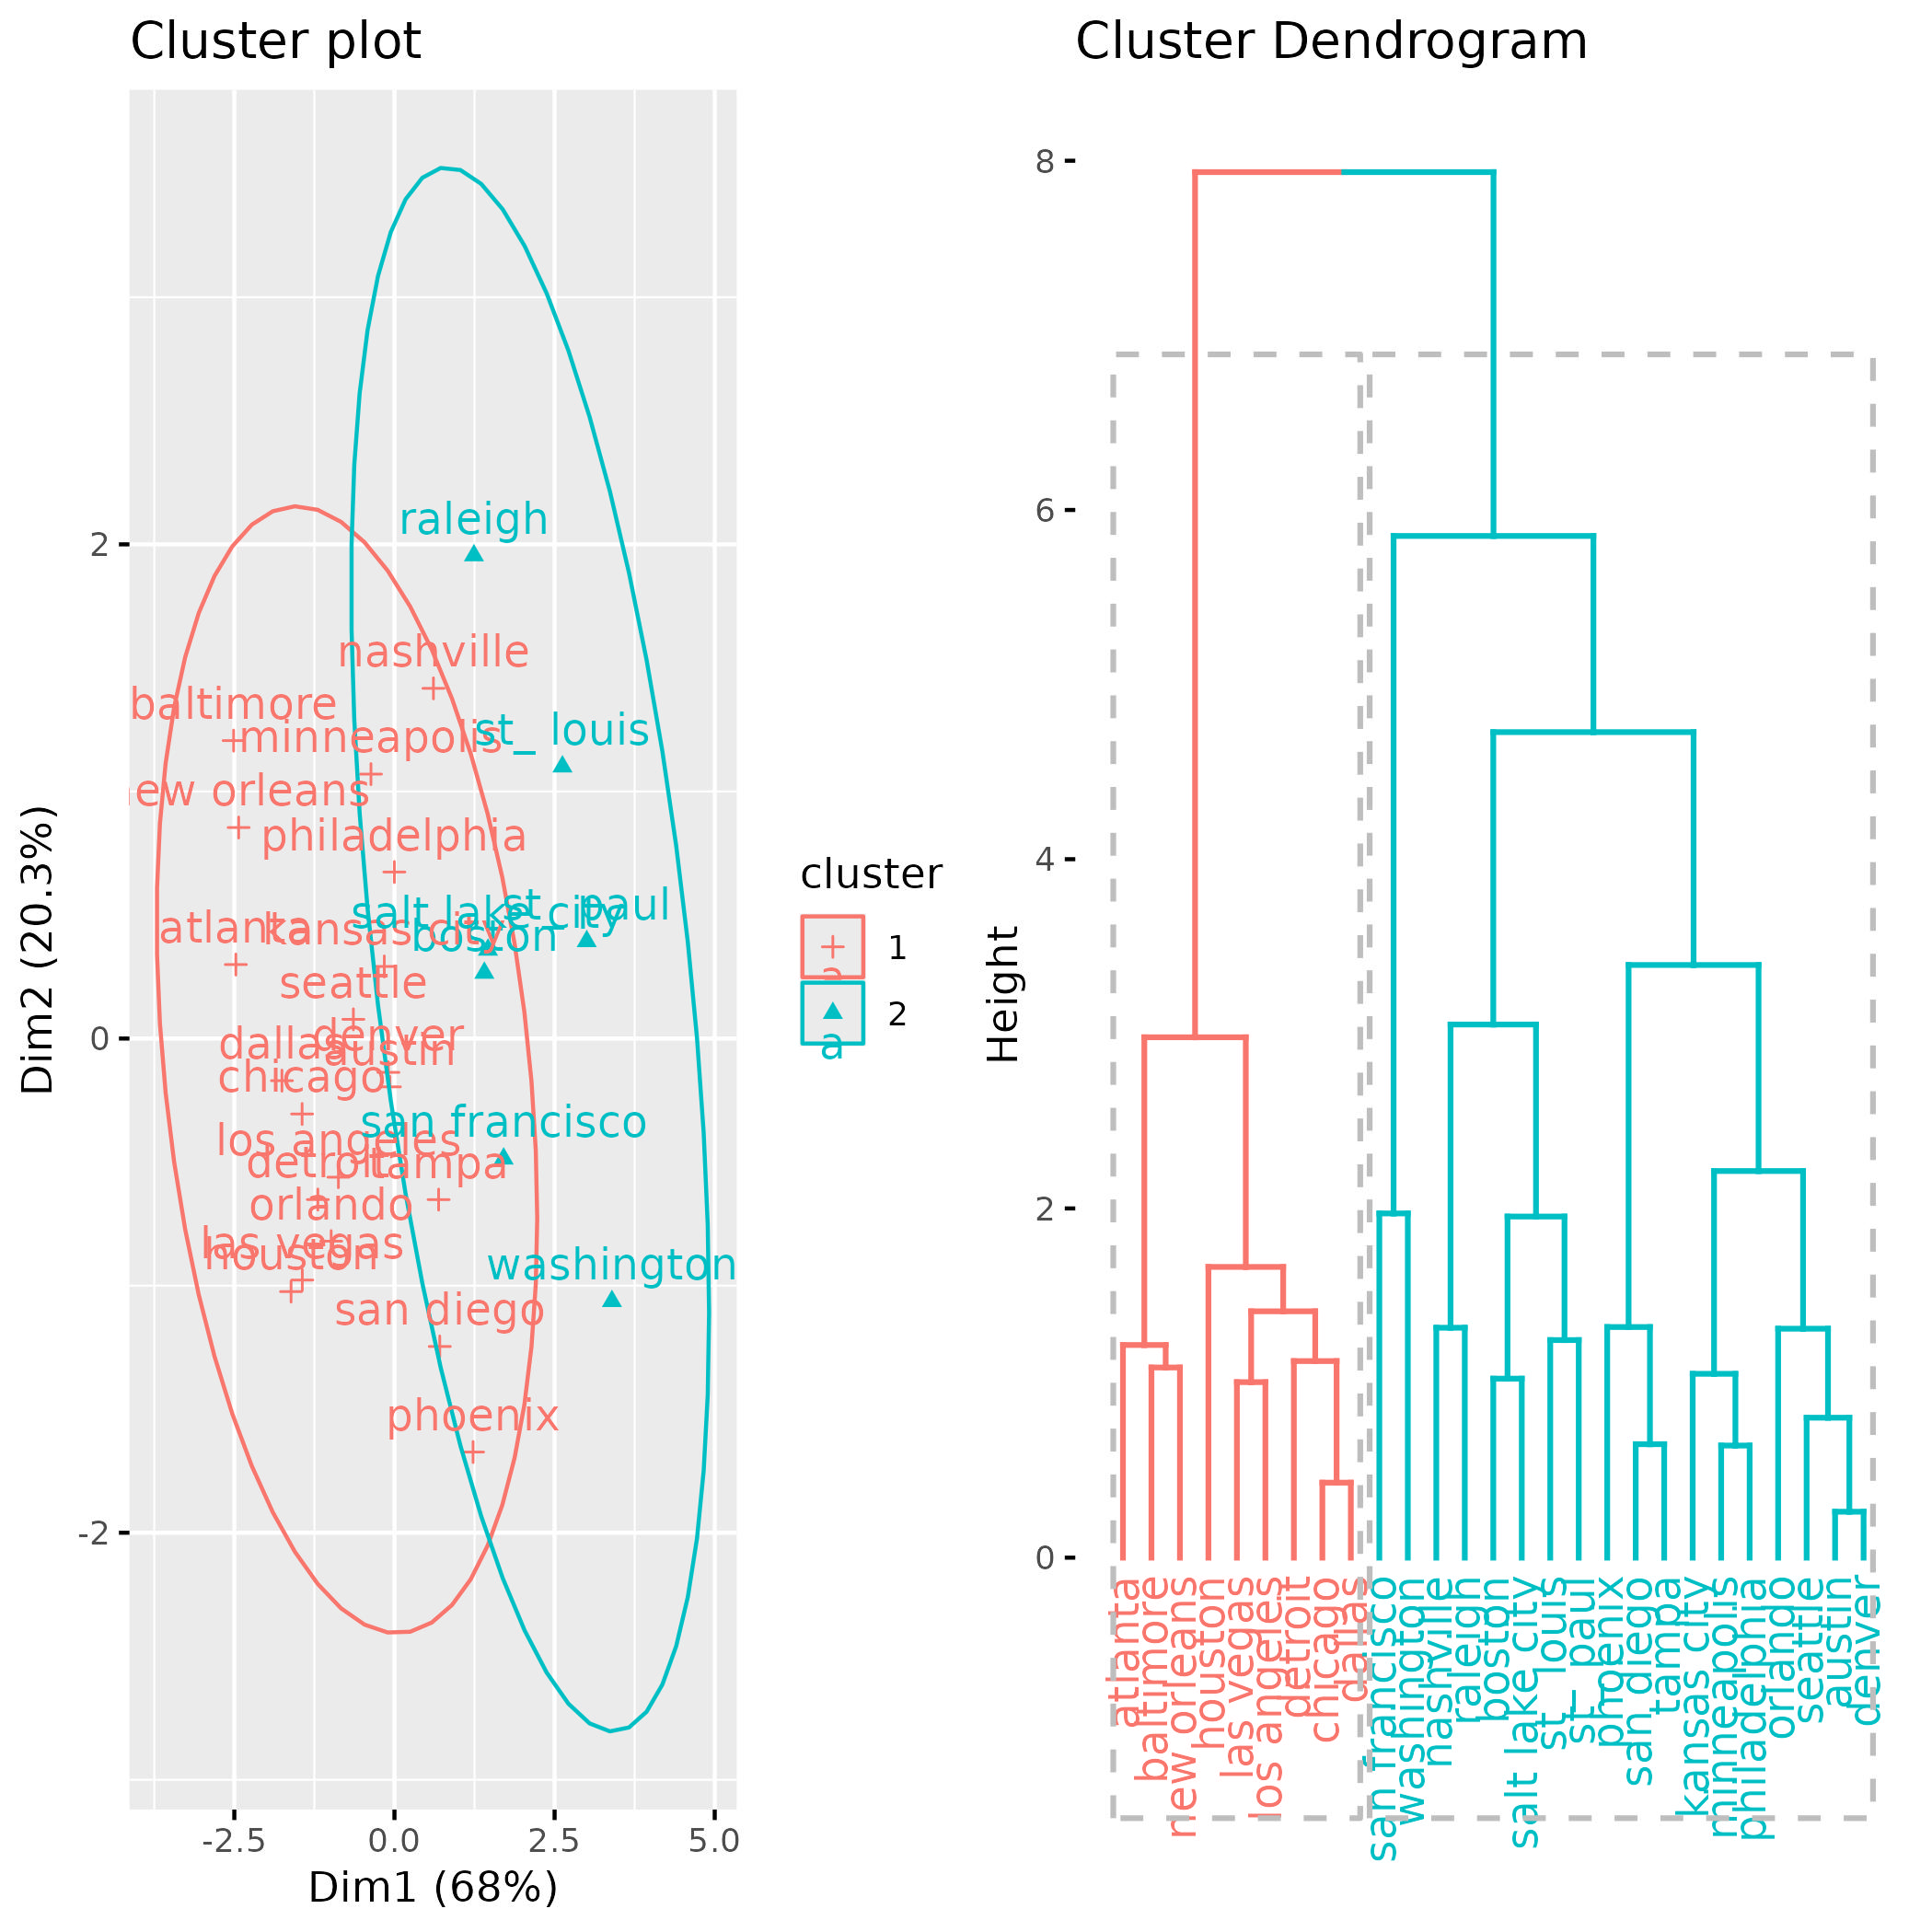 Cluster plot
raleigh
nashville
baltimore
st_ louis
minneapolis
ew orleans
philadelphia
st_ paul
salt lake city
atlanta
kansas city
boston
seattle
denver
dallas
austin
chicago
san francisco
los angeles
detroit
tampa
orlando
las vegas
houston
washington
san diego
phoenix
2
0
-2
-2.5
0.0
2.5
5.0
Dim1 (68%)
Dim2 (20.3%)
cluster
1
2
a
Cluster Dendrogram
Height
8
6
4
2
0
atlanta
baltimore
new orleans
houston
las vegas
los angeles
detroit
chicago
dallas
san francisco
washington
nashville
raleigh
boston
salt lake city
st_ louis
st_ paul
phoenix
san diego
tampa
kansas city
minneapolis
philadelphia
orlando
seattle
austin
denver